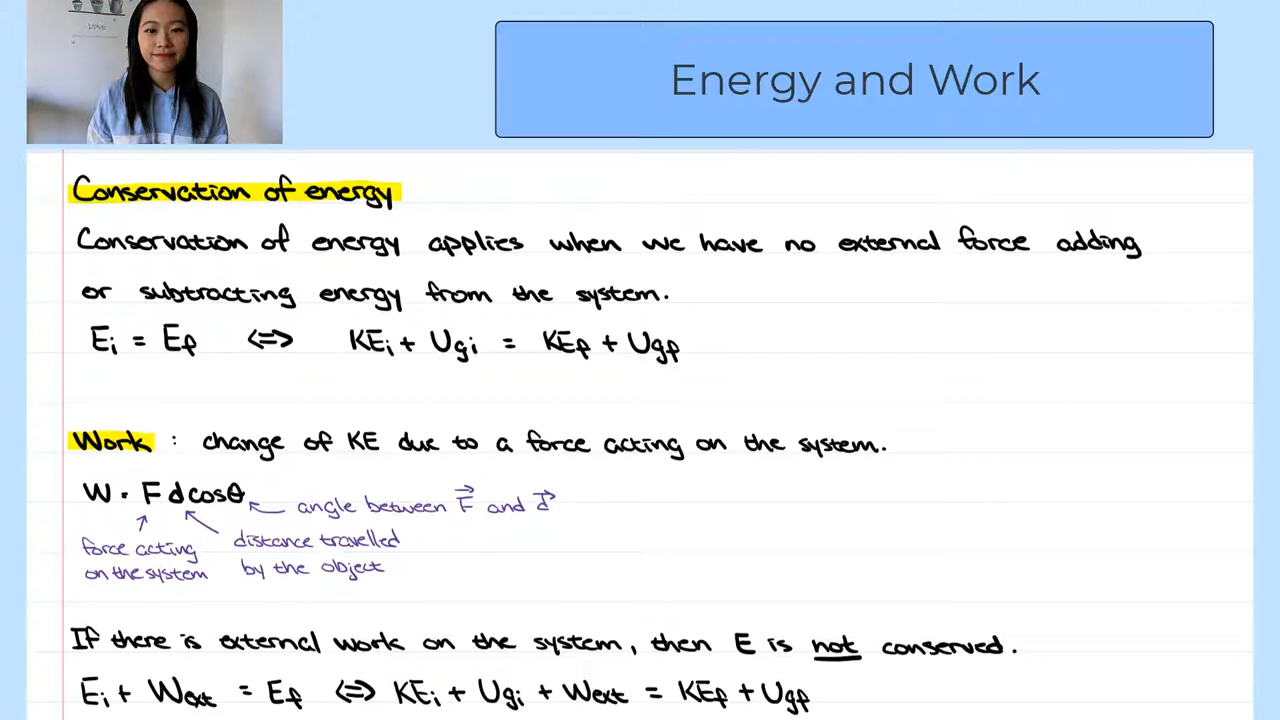 Energy and Work
Conservation of energy
Conservation of energy applies when we have no external force adding
or subtracting energy from the system.
Ei = Ef <=> KEi + Ugi = KEf + Ugf
Work : change of KE due to a force acting on the system.
W = Fdcosθ
angle between F⃗ and d⃗
force acting
on the system
distance travelled
by the object
If there is external work on the system, then E is not conserved.
Ei + Wext = Ef <=> KEi + Ugi + Wext = KEf + Ugf